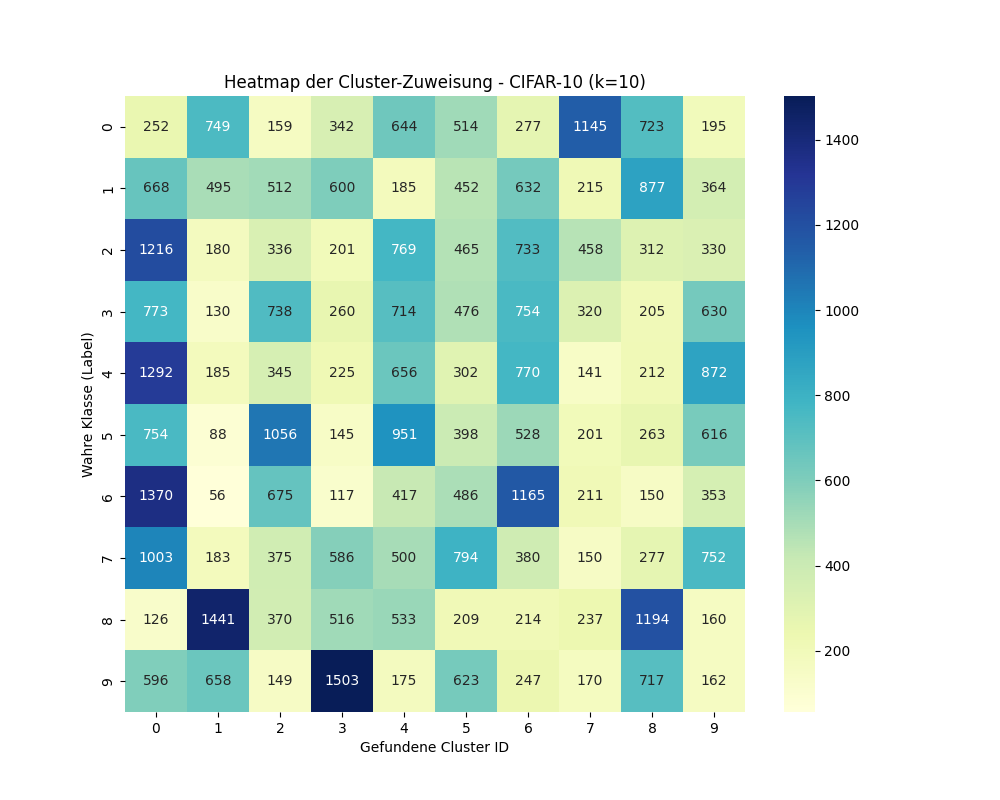 Heatmap der Cluster-Zuweisung - CIFAR-10 (k=10)
0 252 749 159 342 644 514 277 1145 723 195
1 668 495 512 600 185 452 632 215 877 364
2 1216 180 336 201 769 465 733 458 312 330
3 773 130 738 260 714 476 754 320 205 630
4 1292 185 345 225 656 302 770 141 212 872
5 754 88 1056 145 951 398 528 201 263 616
6 1370 56 675 117 417 486 1165 211 150 353
7 1003 183 375 586 500 794 380 150 277 752
8 126 1441 370 516 533 209 214 237 1194 160
9 596 658 149 1503 175 623 247 170 717 162
0 1 2 3 4 5 6 7 8 9
Gefundene Cluster ID
Wahre Klasse (Label)
1400
1200
1000
800
600
400
200